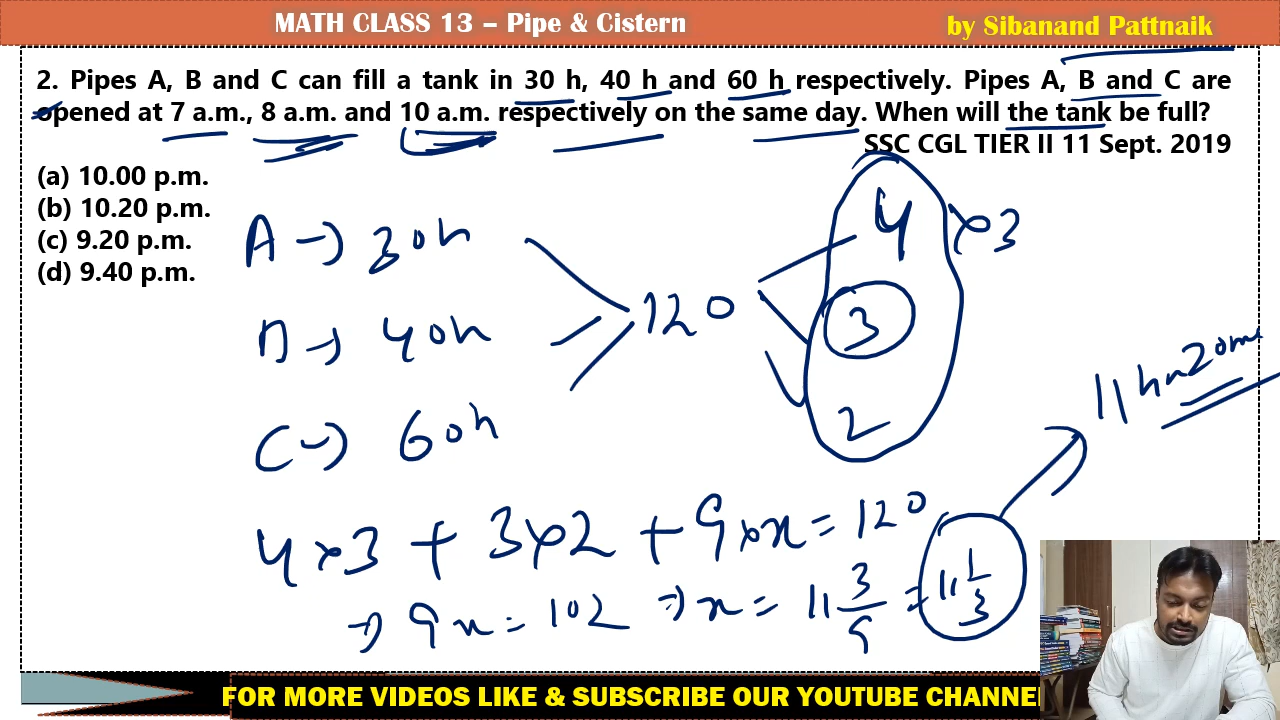 MATH CLASS 13 – Pipe & Cistern
by Sibanand Pattnaik
2. Pipes A, B and C can fill a tank in 30 h, 40 h and 60 h respectively. Pipes A, B and C are
opened at 7 a.m., 8 a.m. and 10 a.m. respectively on the same day. When will the tank be full?
SSC CGL TIER II 11 Sept. 2019
(a) 10.00 p.m.
(b) 10.20 p.m.
(c) 9.20 p.m.
(d) 9.40 p.m.
A → 30h
B → 40h
C → 60h
120
4 × 3
3
2
4 × 3 + 3 × 2 + 9 × x = 120
⇒ 9x = 102 ⇒ x = 11 3/9 = 11 1/3
11 hr 20m
FOR MORE VIDEOS LIKE & SUBSCRIBE OUR YOUTUBE CHANNEL